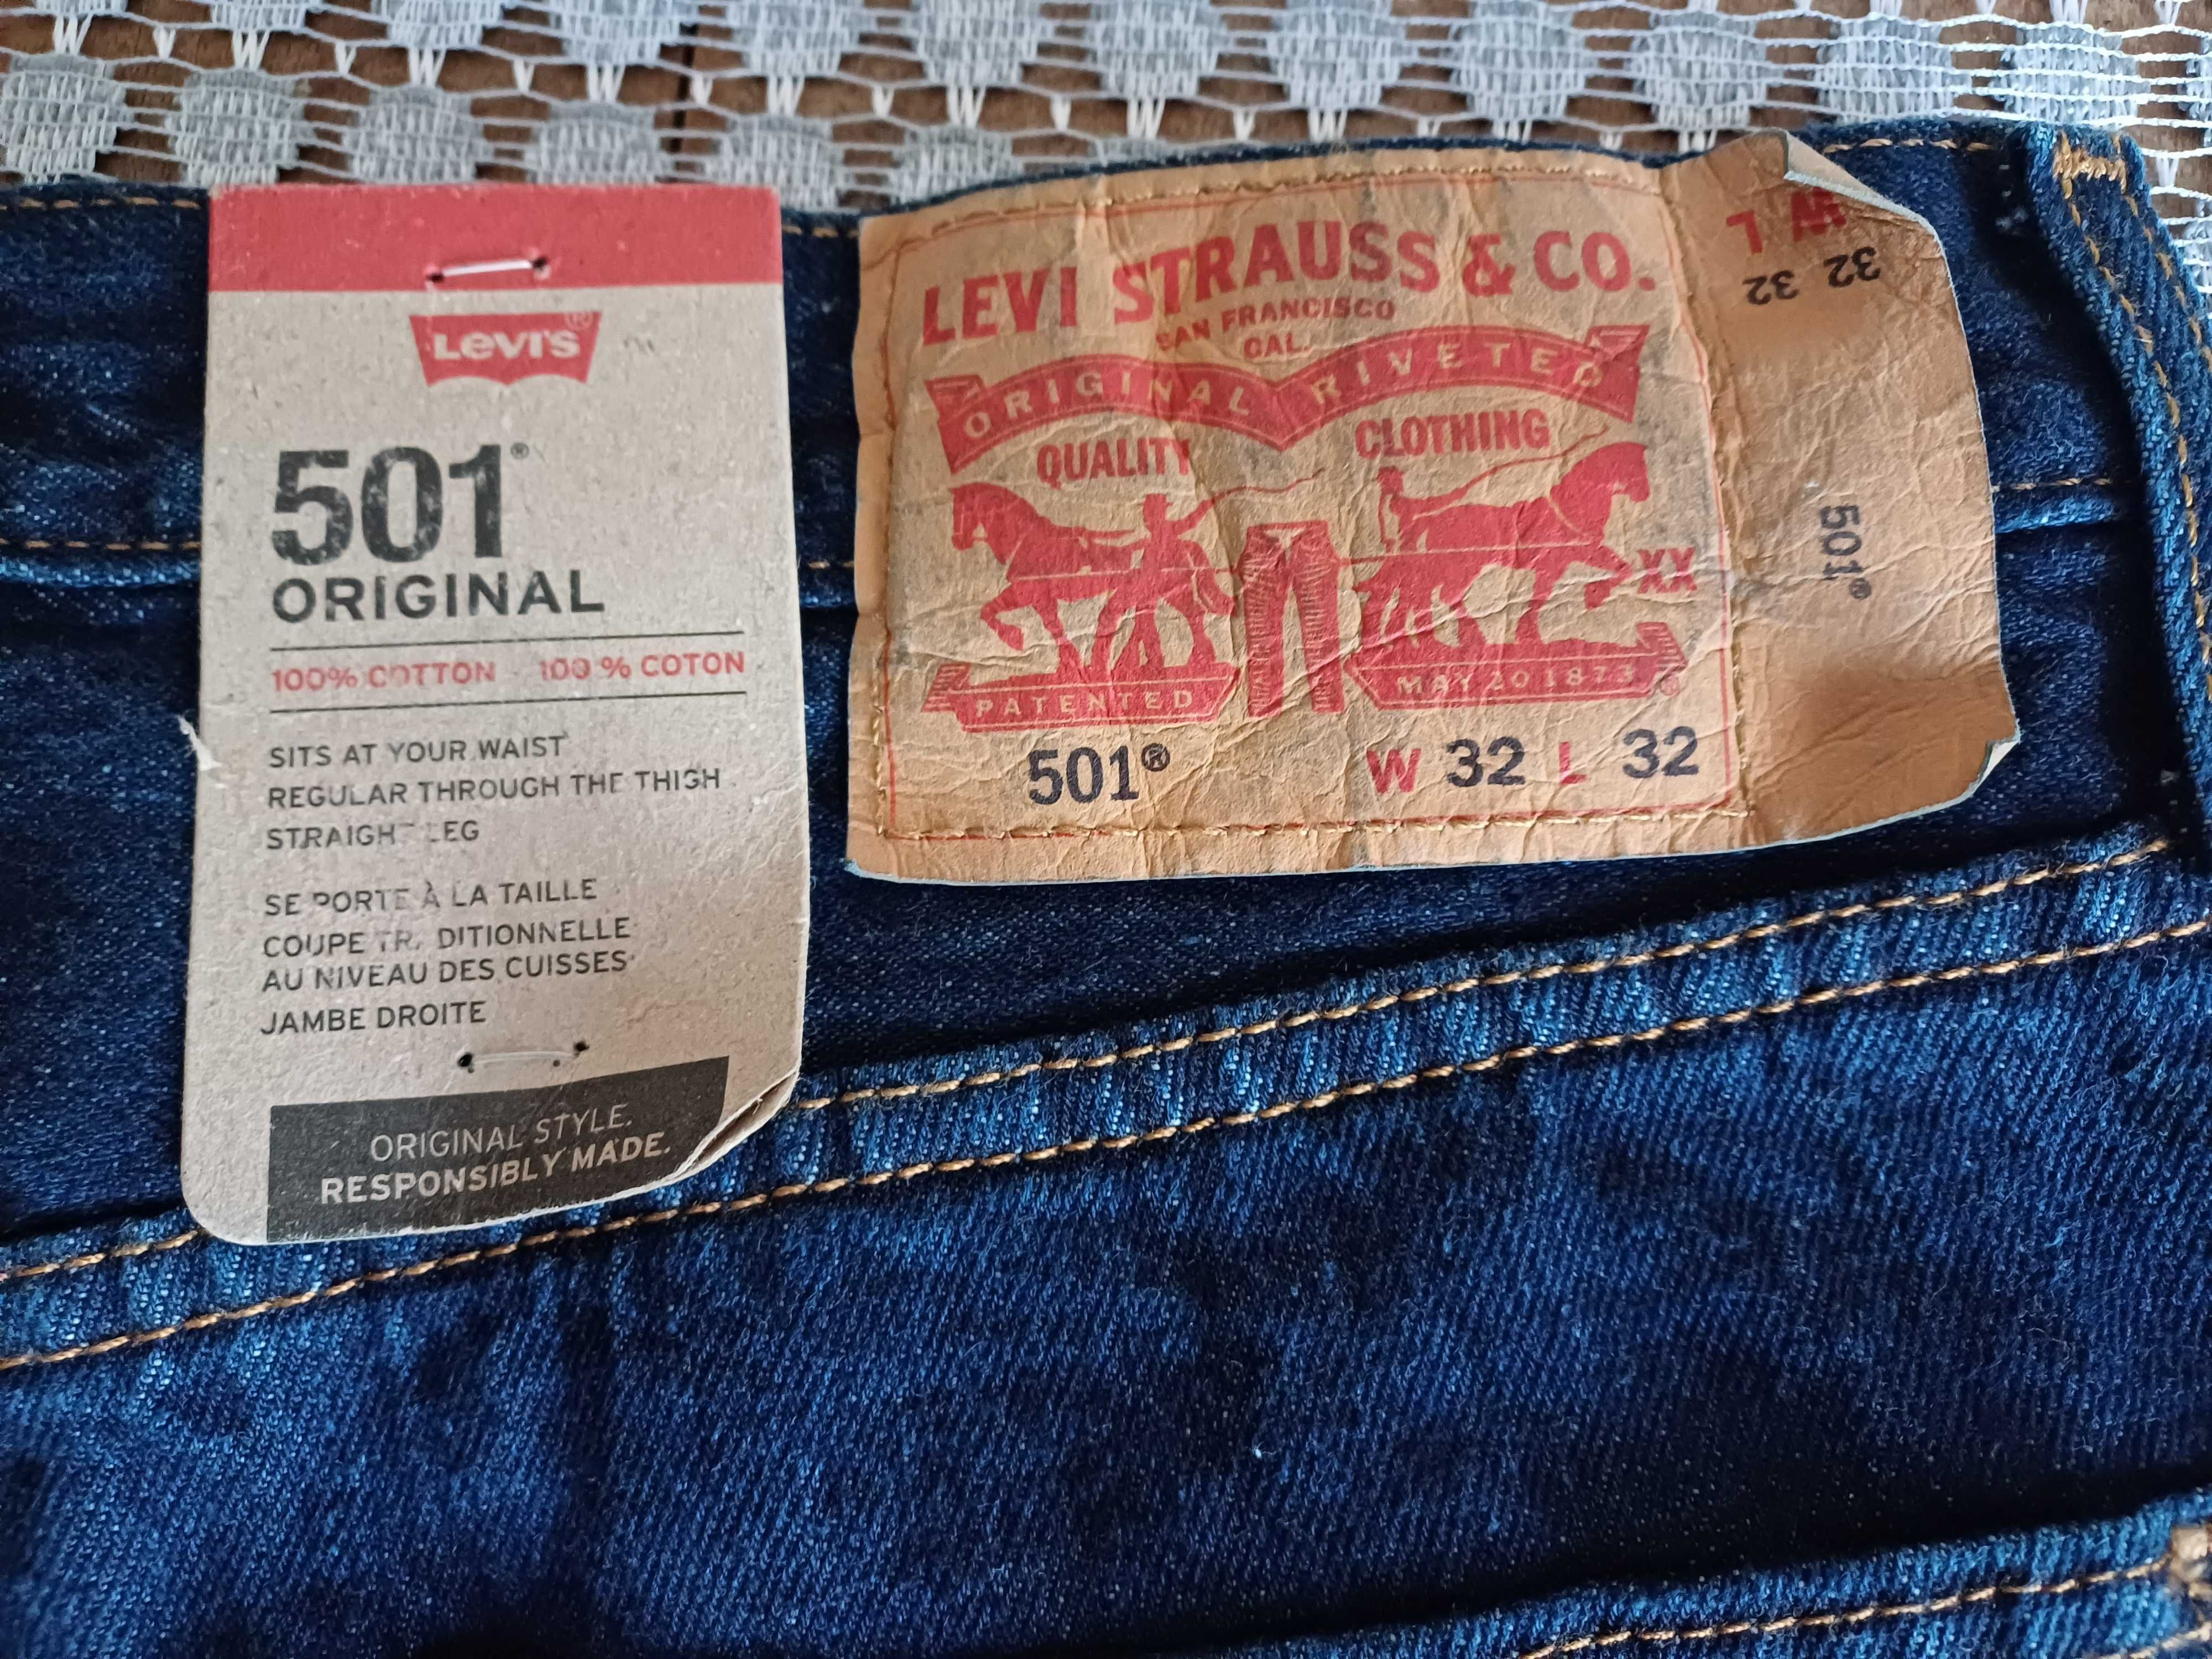 LEVI'S®
501®
ORIGINAL
100% COTTON 100 % COTON
SITS AT YOUR WAIST
REGULAR THROUGH THE THIGH
STRAIGHT LEG
SE PORTE À LA TAILLE
COUPE TRADITIONNELLE
AU NIVEAU DES CUISSES
JAMBE DROITE
ORIGINAL STYLE.
RESPONSIBLY MADE.
LEVI STRAUSS & CO.
SAN FRANCISCO
CAL.
ORIGINAL RIVETED
QUALITY CLOTHING
XX
PATENTED MAY 20 1873 ®
501® W 32 L 32
W 32
L 32
501®